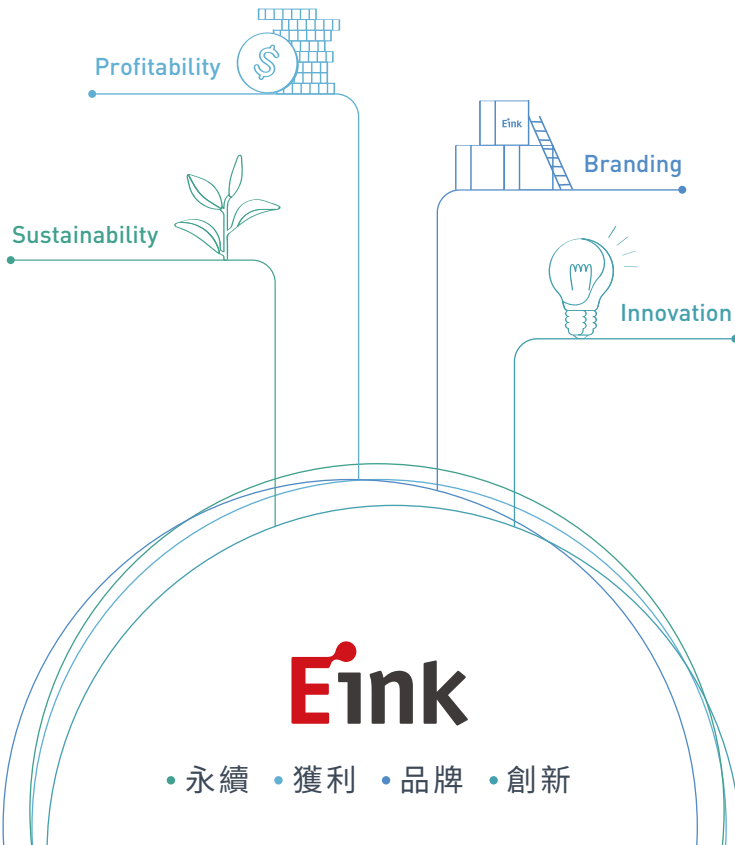 Profitability
Eink
Branding
Sustainability
Innovation
Eink
• 永續 • 獲利 • 品牌 • 創新